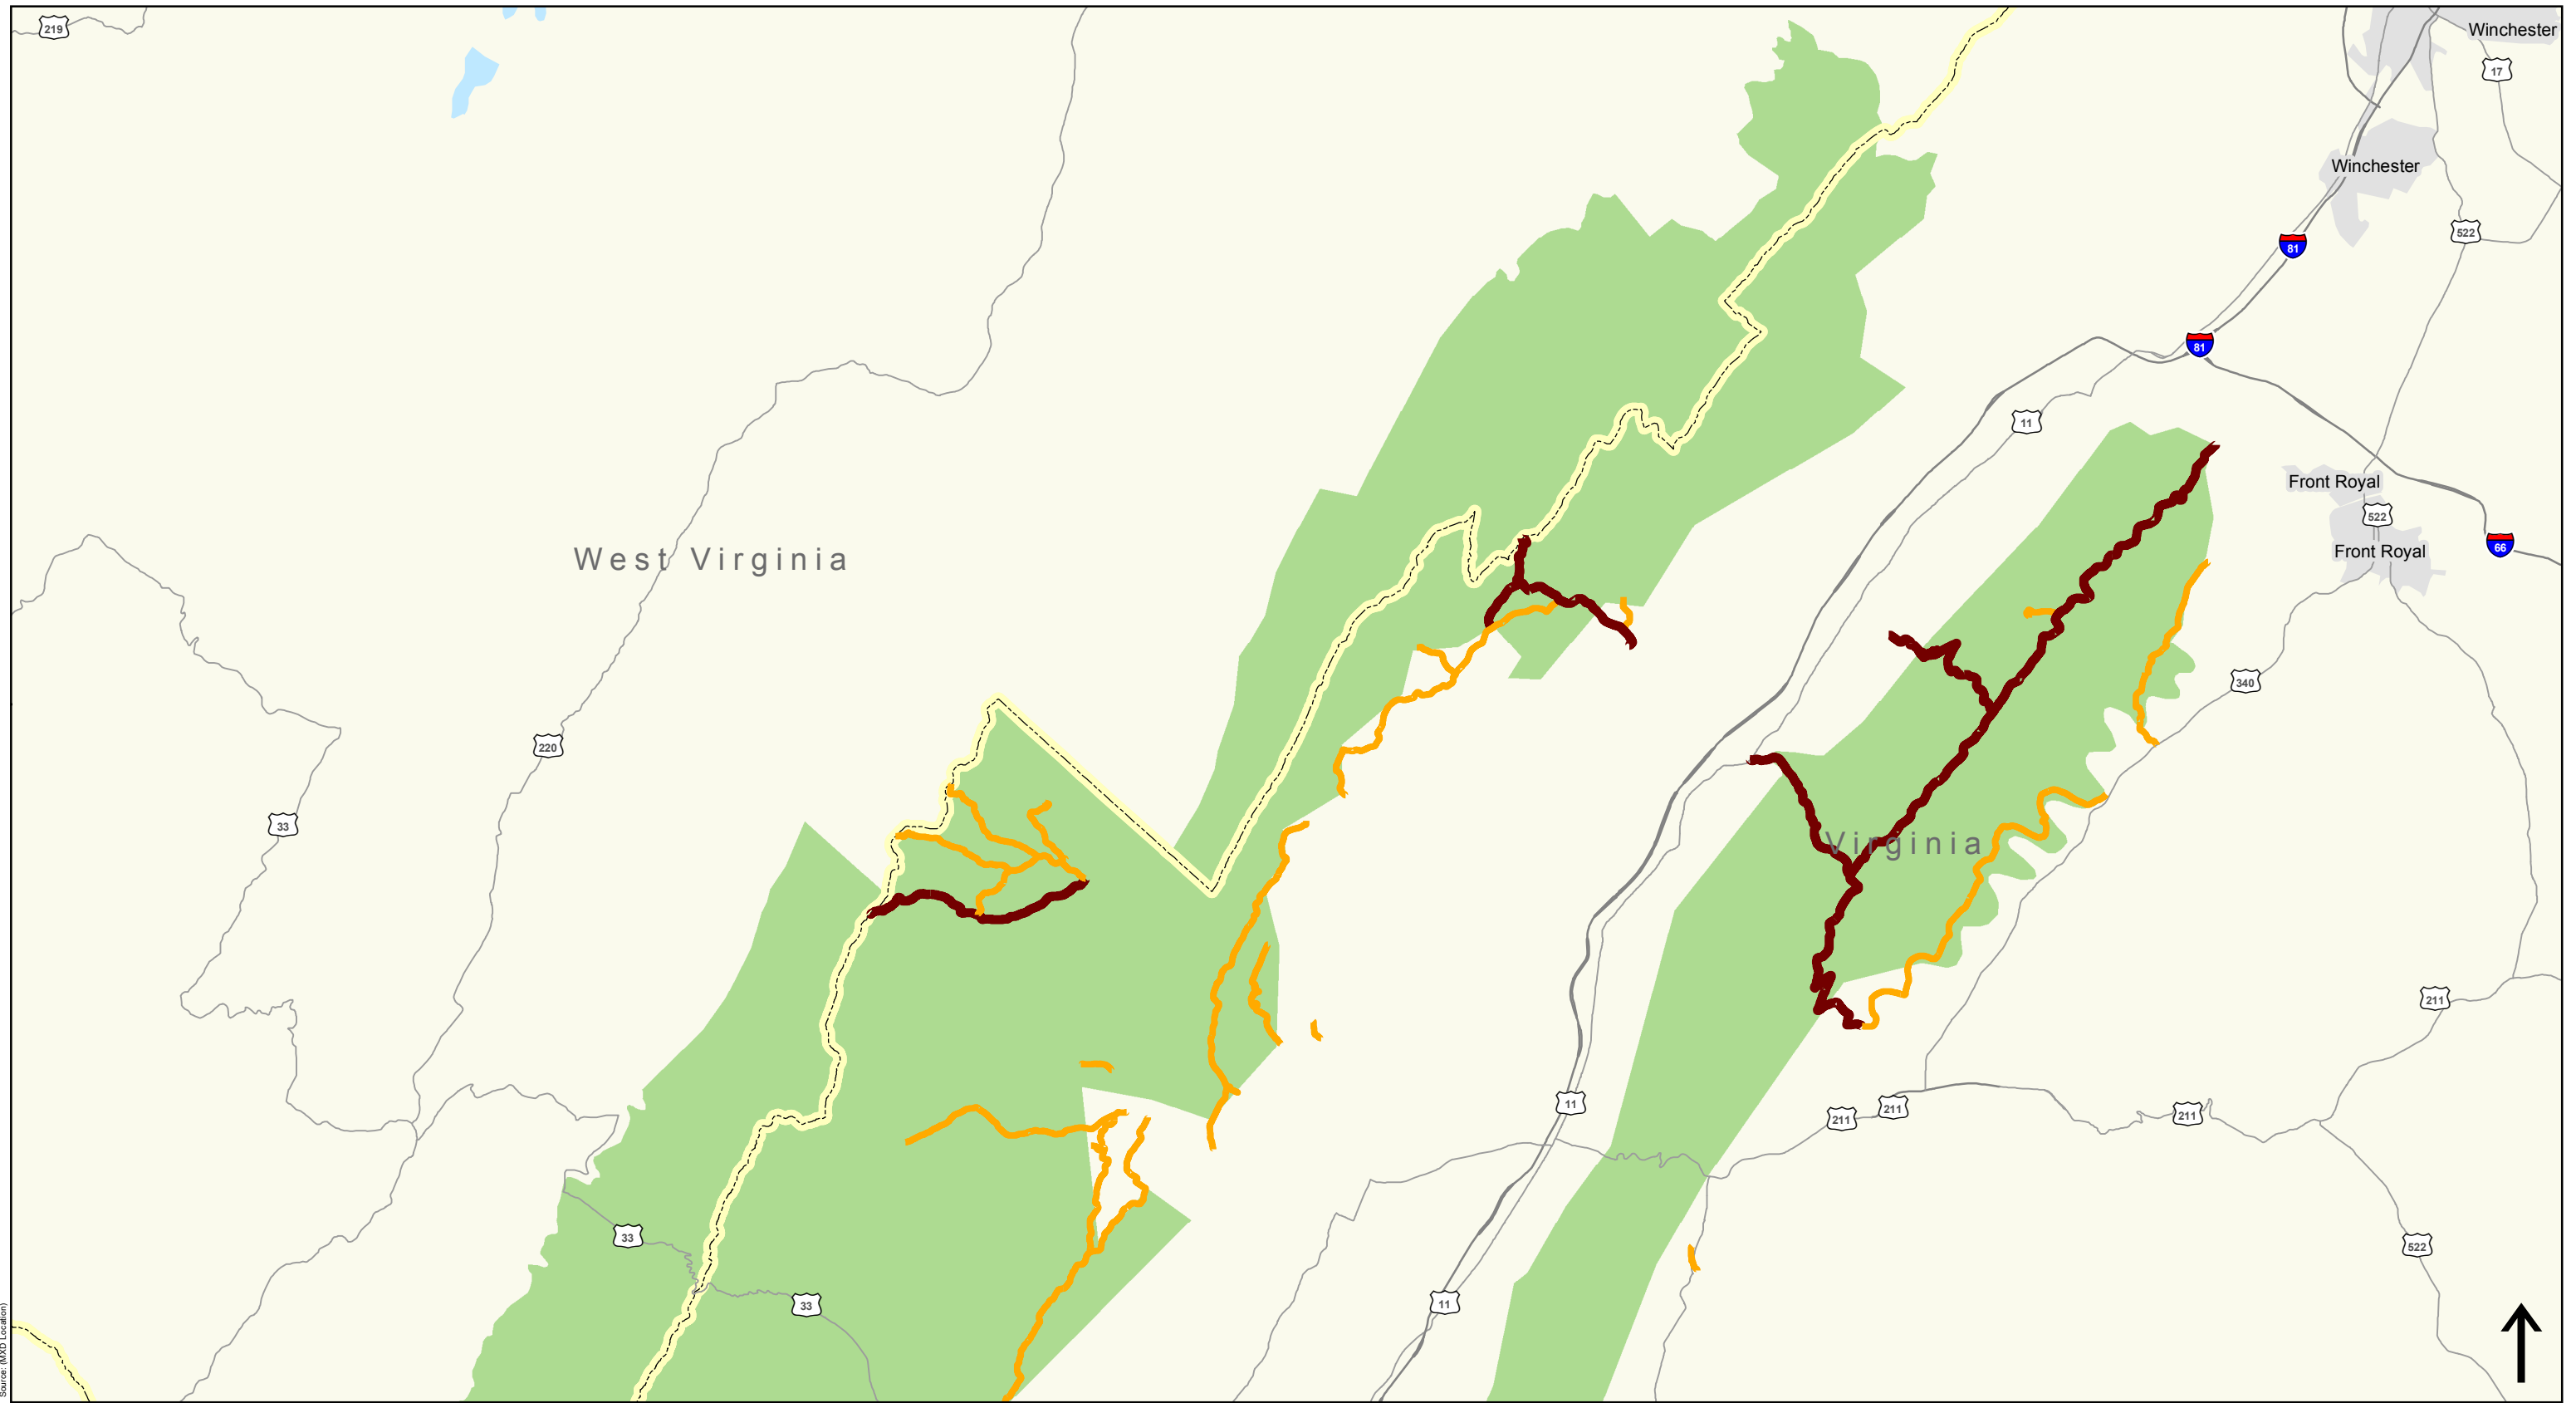 219
Winchester
17
Winchester
522
81
81
11
Front Royal
522
Front Royal
66
West Virginia
340
220
33
Virginia
211
11
211
211
211
33
522
11
33
Source: (MXD Location)